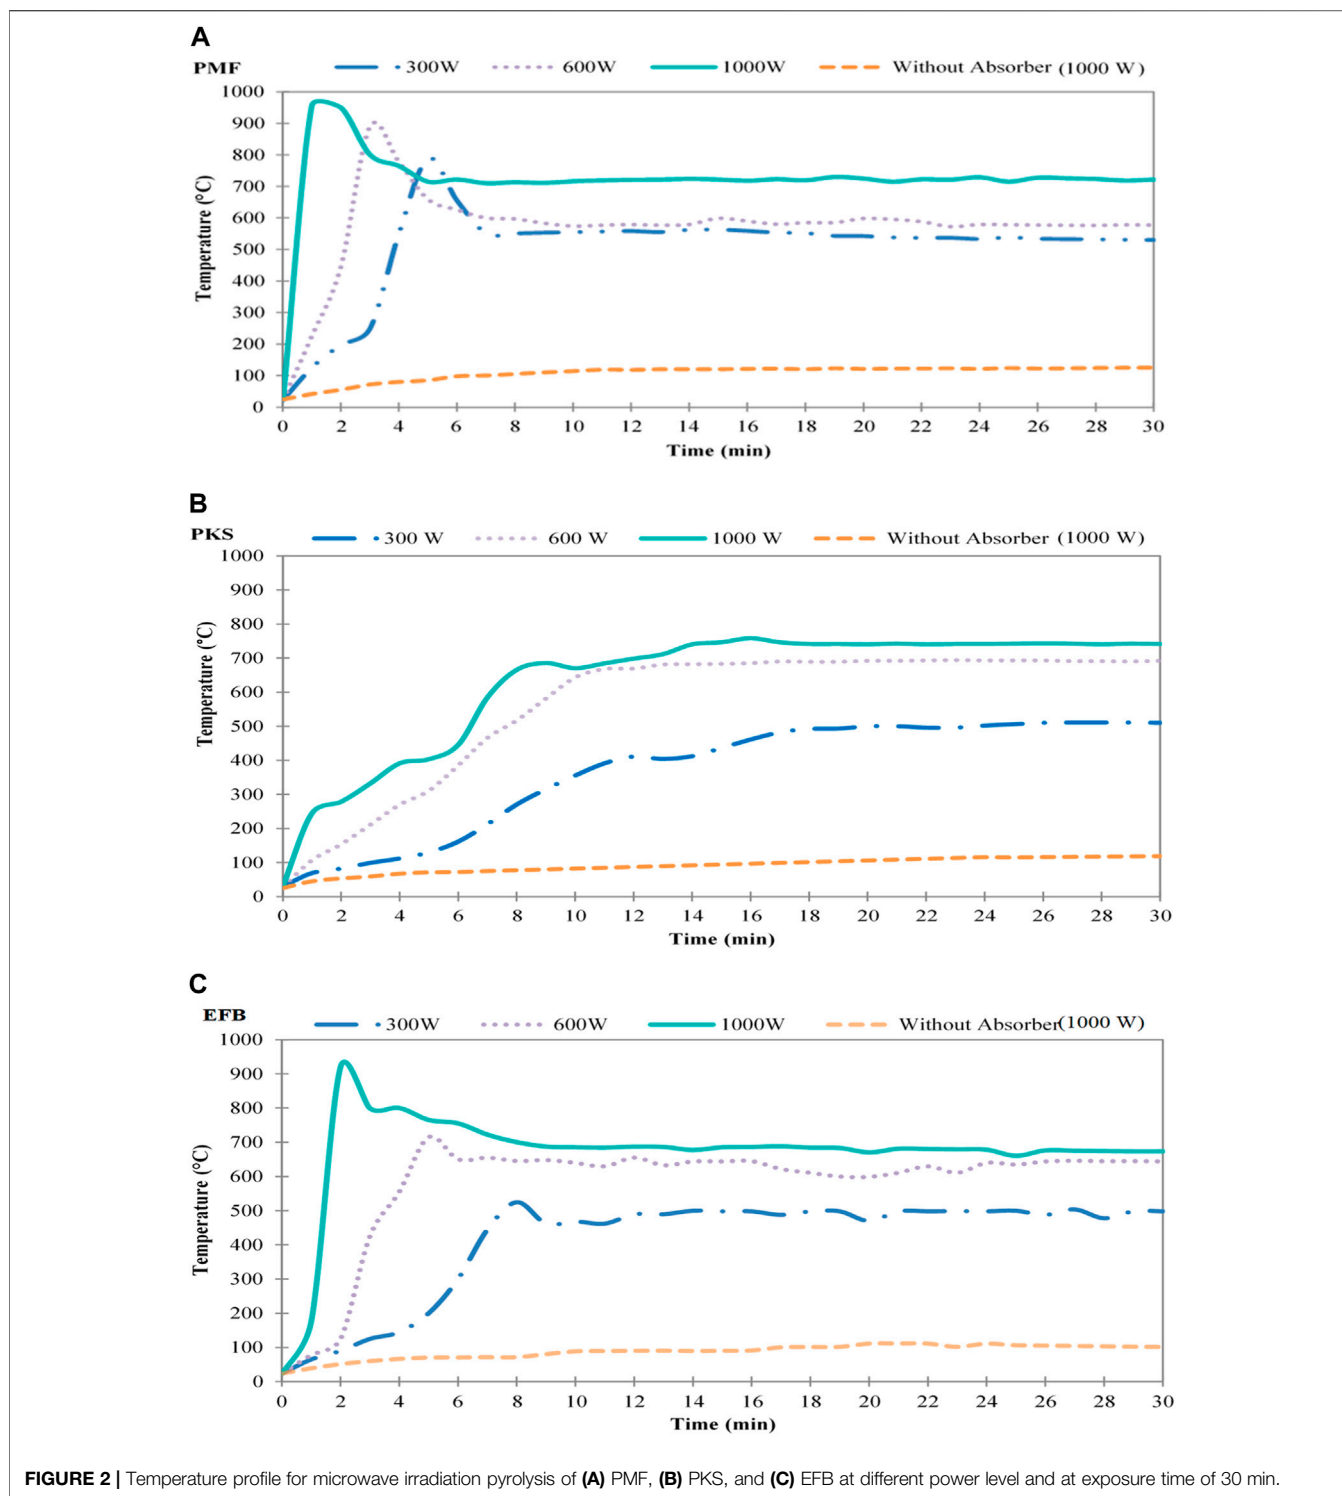 A
PMF 300W 600W 1000W Without Absorber (1000 W)
1000
900
800
700
600
500
400
300
200
100
0
Temperature (°C)
0 2 4 6 8 10 12 14 16 18 20 22 24 26 28 30
Time (min)
B
PKS 300 W 600 W 1000 W Without Absorber (1000 W)
1000
900
800
700
600
500
400
300
200
100
0
Temperature (°C)
0 2 4 6 8 10 12 14 16 18 20 22 24 26 28 30
Time (min)
C
EFB 300W 600W 1000W Without Absorber(1000 W)
1000
900
800
700
600
500
400
300
200
100
0
Temperature (°C)
0 2 4 6 8 10 12 14 16 18 20 22 24 26 28 30
Time (min)
FIGURE 2 | Temperature profile for microwave irradiation pyrolysis of (A) PMF, (B) PKS, and (C) EFB at different power level and at exposure time of 30 min.